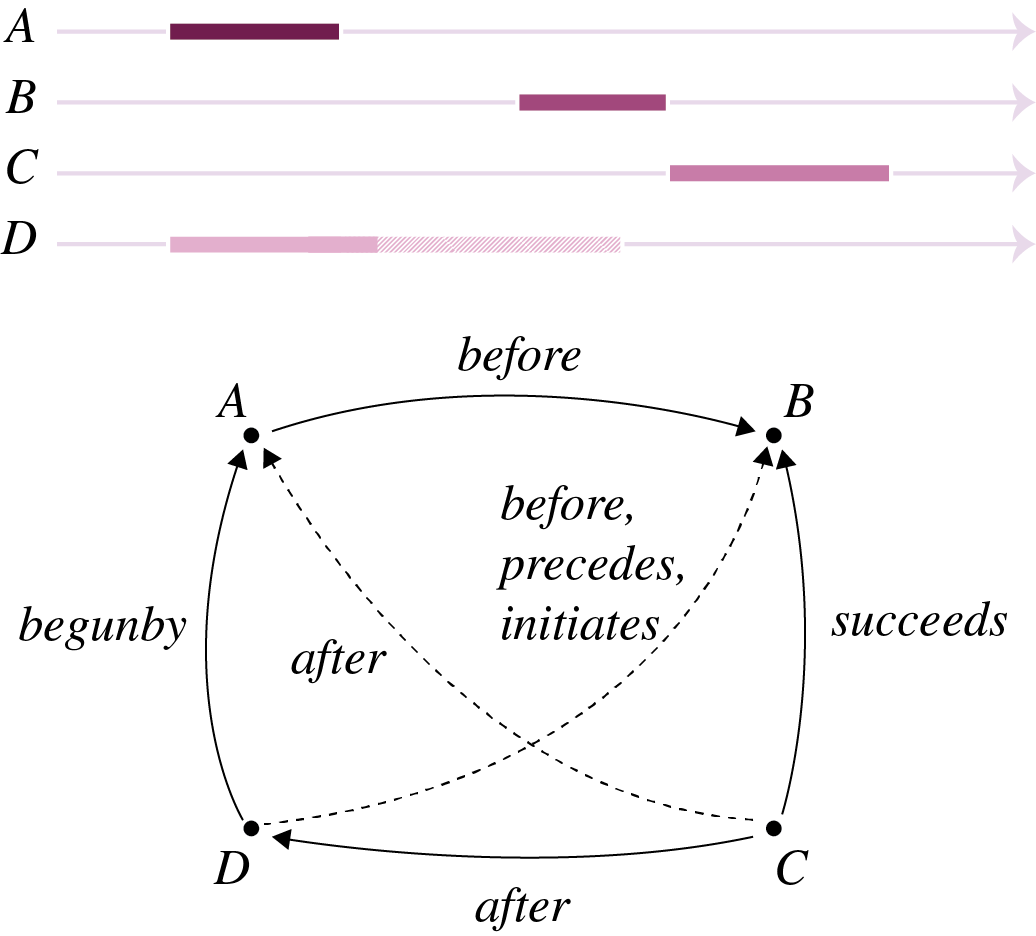 A
B
C
D
before
A
B
before,
precedes,
initiates
begunby
succeeds
after
D
C
after